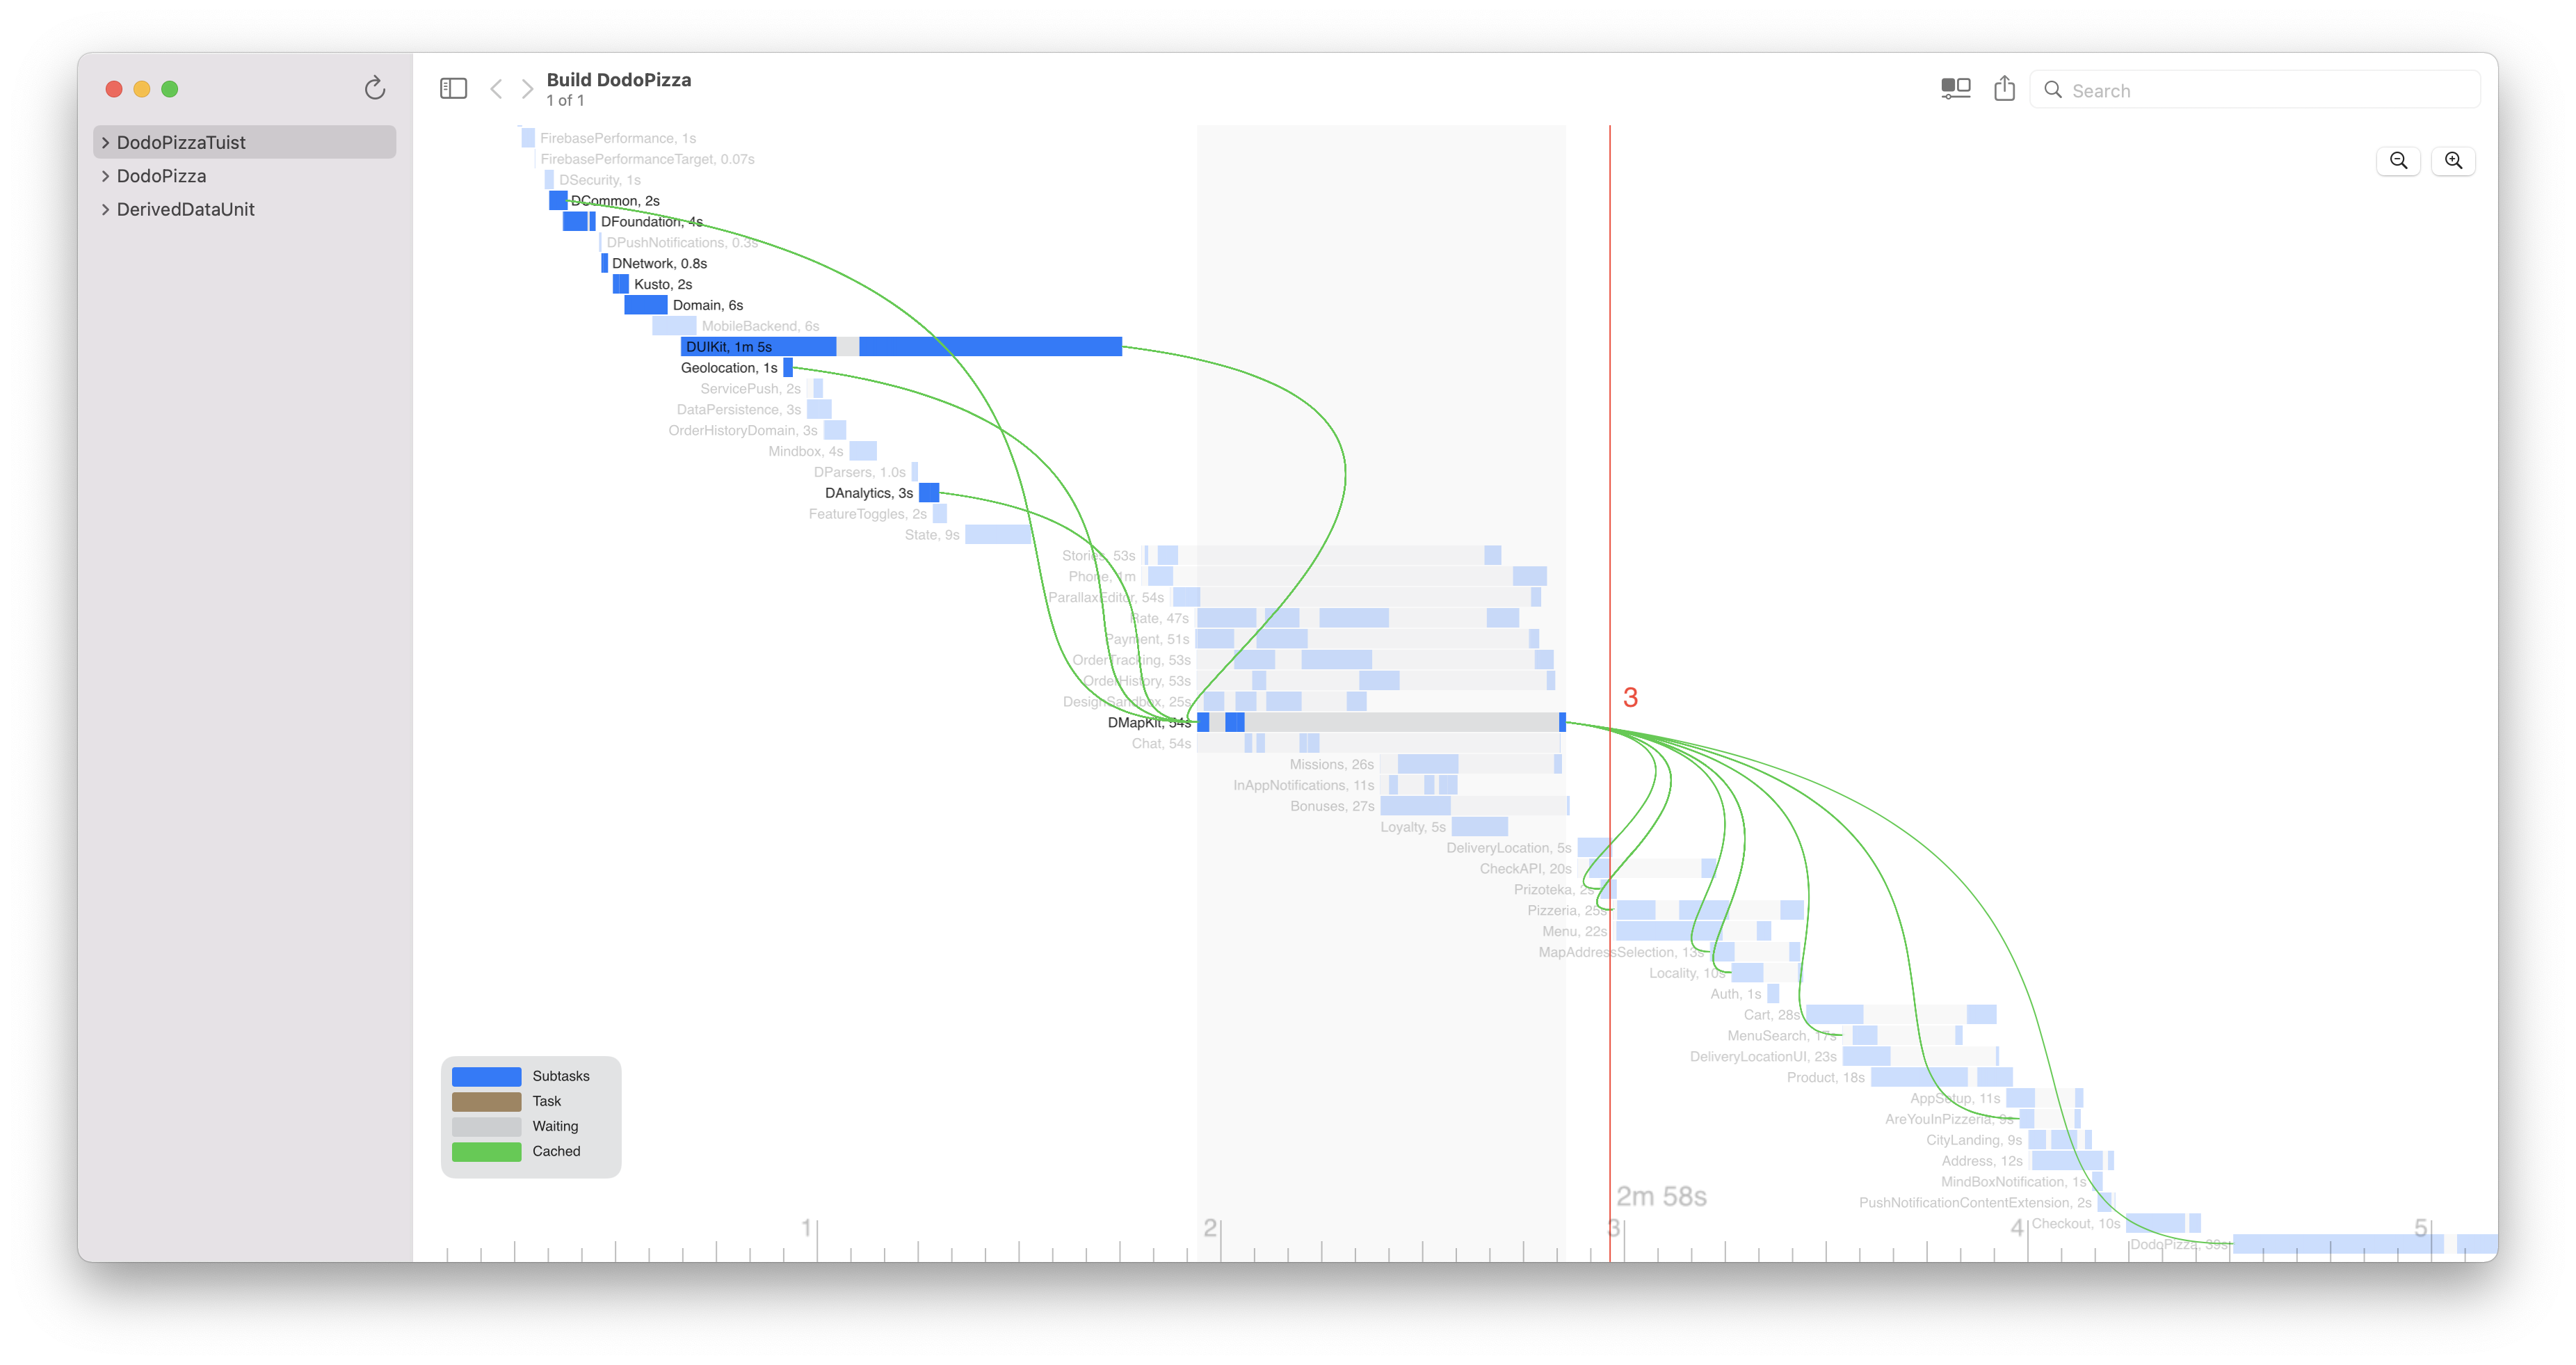 Build DodoPizza
1 of 1
Search
DodoPizzaTuist
DodoPizza
DerivedDataUnit
FirebasePerformance, 1s
FirebasePerformanceTarget, 0.07s
DSecurity, 1s
DCommon, 2s
DFoundation, 4s
DPushNotifications, 0.3s
DNetwork, 0.8s
Kusto, 2s
Domain, 6s
MobileBackend, 6s
DUIKit, 1m 5s
Geolocation, 1s
ServicePush, 2s
DataPersistence, 3s
OrderHistoryDomain, 3s
Mindbox, 4s
DParsers, 1.0s
DAnalytics, 3s
FeatureToggles, 2s
State, 9s
Stories, 53s
Phone, 1m
ParallaxEditor, 54s
Rate, 47s
Payment, 51s
OrderTracking, 53s
OrderHistory, 53s
DesignSandbox, 25s
3
DMapKit, 54s
Chat, 54s
Missions, 26s
InAppNotifications, 11s
Bonuses, 27s
Loyalty, 5s
DeliveryLocation, 5s
CheckAPI, 20s
Prizoteka, 2s
Pizzeria, 25s
Menu, 22s
MapAddressSelection, 13s
Locality, 10s
Auth, 1s
Cart, 28s
MenuSearch, 17s
DeliveryLocationUI, 23s
Product, 18s
AppSetup, 11s
AreYouInPizzeria, 9s
CityLanding, 9s
Address, 12s
MindBoxNotification, 1s
PushNotificationContentExtension, 2s
Checkout, 10s
DodoPizza, 39s
Subtasks
Task
Waiting
Cached
2m 58s
1
2
3
4
5